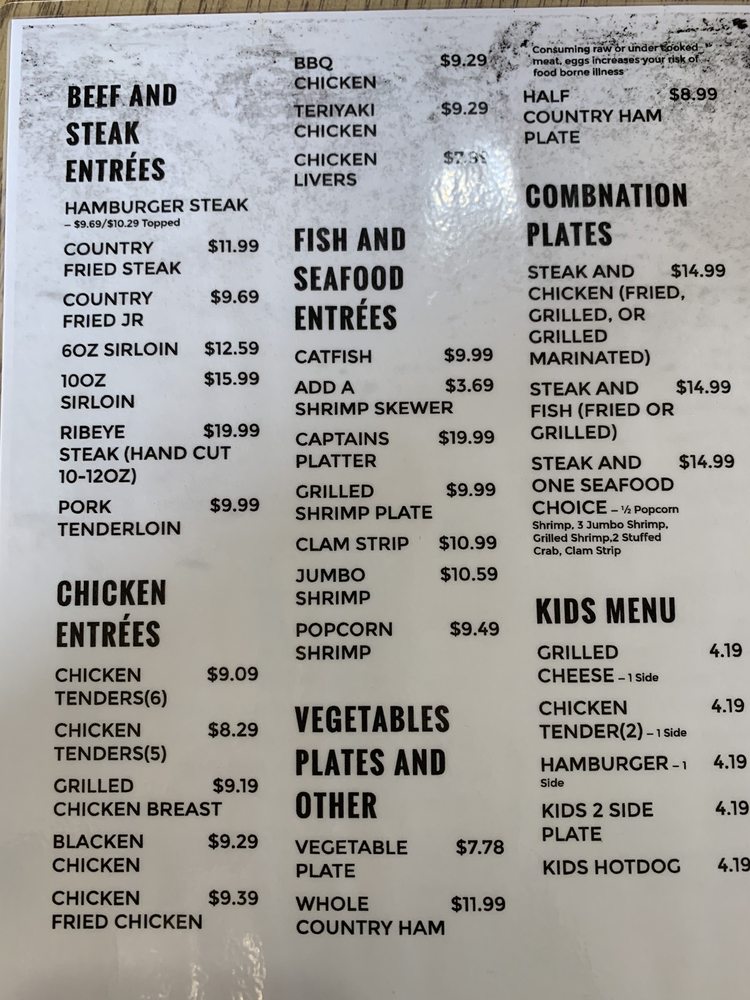 BEEF AND
STEAK
ENTRÉES
HAMBURGER STEAK
– $9.69/$10.29 Topped
COUNTRY $11.99
FRIED STEAK
COUNTRY $9.69
FRIED JR
6OZ SIRLOIN $12.59
10OZ $15.99
SIRLOIN
RIBEYE $19.99
STEAK (HAND CUT
10-12OZ)
PORK $9.99
TENDERLOIN
CHICKEN
ENTRÉES
CHICKEN $9.09
TENDERS(6)
CHICKEN $8.29
TENDERS(5)
GRILLED $9.19
CHICKEN BREAST
BLACKEN $9.29
CHICKEN
CHICKEN $9.39
FRIED CHICKEN
BBQ $9.29
CHICKEN
TERIYAKI $9.29
CHICKEN
CHICKEN
LIVERS
FISH AND
SEAFOOD
ENTRÉES
CATFISH $9.99
ADD A $3.69
SHRIMP SKEWER
CAPTAINS $19.99
PLATTER
GRILLED $9.99
SHRIMP PLATE
CLAM STRIP $10.99
JUMBO $10.59
SHRIMP
POPCORN $9.49
SHRIMP
VEGETABLES
PLATES AND
OTHER
VEGETABLE $7.78
PLATE
WHOLE $11.99
COUNTRY HAM
Consuming raw or under cooked
meat, eggs increases your risk of
food borne illness
HALF $8.99
COUNTRY HAM
PLATE
COMBNATION
PLATES
STEAK AND $14.99
CHICKEN (FRIED,
GRILLED, OR
GRILLED
MARINATED)
STEAK AND $14.99
FISH (FRIED OR
GRILLED)
STEAK AND $14.99
ONE SEAFOOD
CHOICE – ½ Popcorn
Shrimp, 3 Jumbo Shrimp,
Grilled Shrimp,2 Stuffed
Crab, Clam Strip
KIDS MENU
GRILLED 4.19
CHEESE – 1 Side
CHICKEN 4.19
TENDER(2) – 1 Side
HAMBURGER – 1 4.19
Side
KIDS 2 SIDE 4.19
PLATE
KIDS HOTDOG 4.19